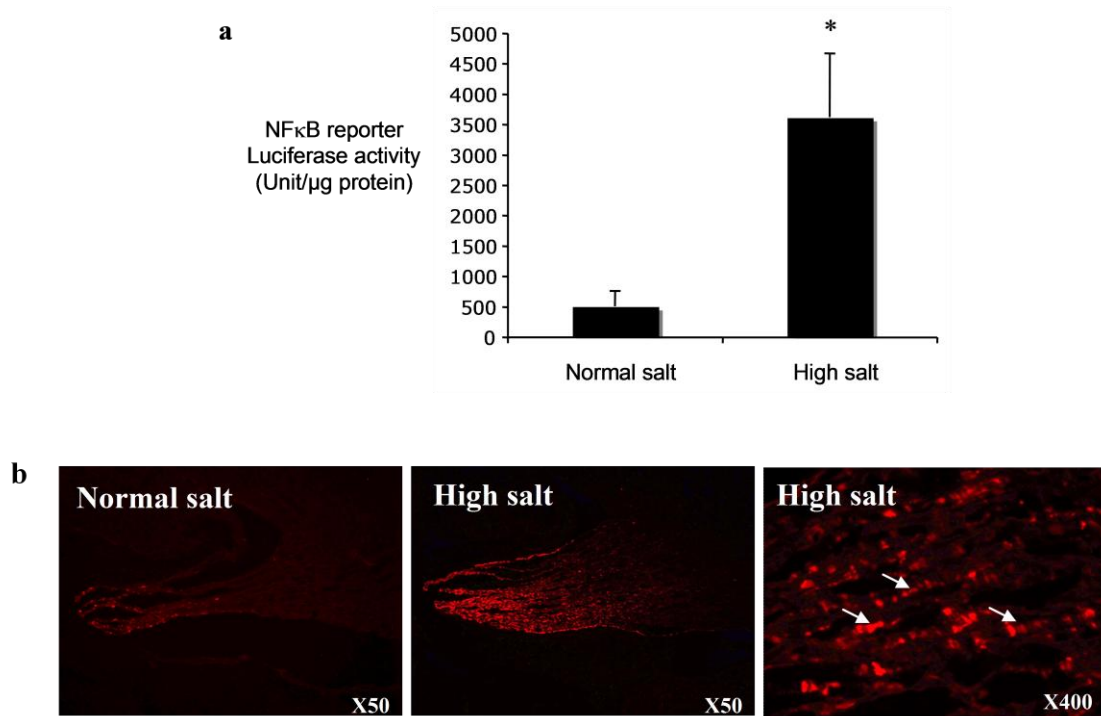 a
NFκB reporter
Luciferase activity
(Unit/µg protein)
5000
4500
4000
3500
3000
2500
2000
1500
1000
500
0
*
Normal salt
High salt
b
Normal salt
X50
High salt
X50
High salt
X400